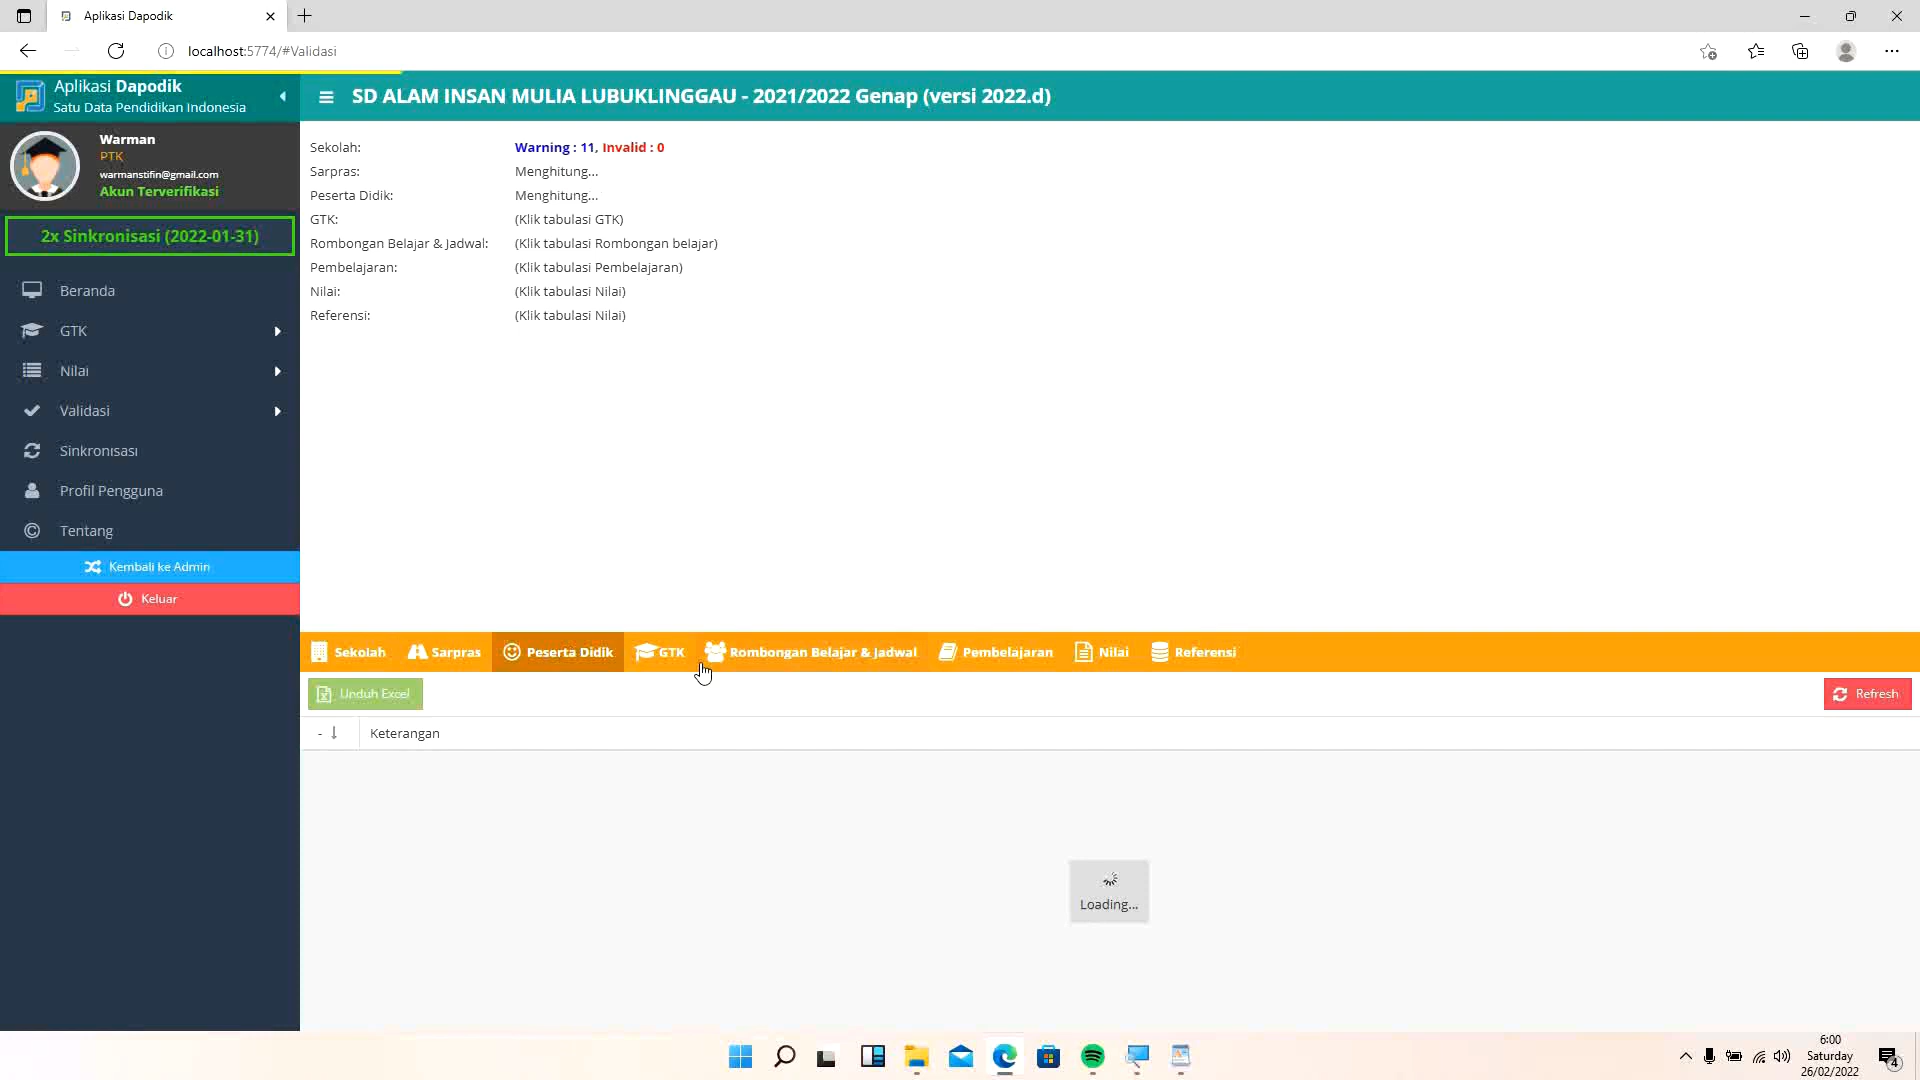 Aplikasi Dapodik
localhost:5774/#Validasi
Aplikasi Dapodik
Satu Data Pendidikan Indonesia
SD ALAM INSAN MULIA LUBUKLINGGAU - 2021/2022 Genap (versi 2022.d)
Warman
PTK
warmanstifin@gmail.com
Akun Terverifikasi
2x Sinkronisasi (2022-01-31)
Beranda
GTK
Nilai
Validasi
Sinkronisasi
Profil Pengguna
Tentang
Kembali ke Admin
Keluar
Sekolah: Warning : 11, Invalid : 0
Sarpras: Menghitung...
Peserta Didik: Menghitung...
GTK: (Klik tabulasi GTK)
Rombongan Belajar & Jadwal: (Klik tabulasi Rombongan belajar)
Pembelajaran: (Klik tabulasi Pembelajaran)
Nilai: (Klik tabulasi Nilai)
Referensi: (Klik tabulasi Nilai)
Sekolah Sarpras Peserta Didik GTK Rombongan Belajar & Jadwal Pembelajaran Nilai Referensi
Unduh Excel Refresh
- Keterangan
Loading...
6:00
Saturday
26/02/2022
4